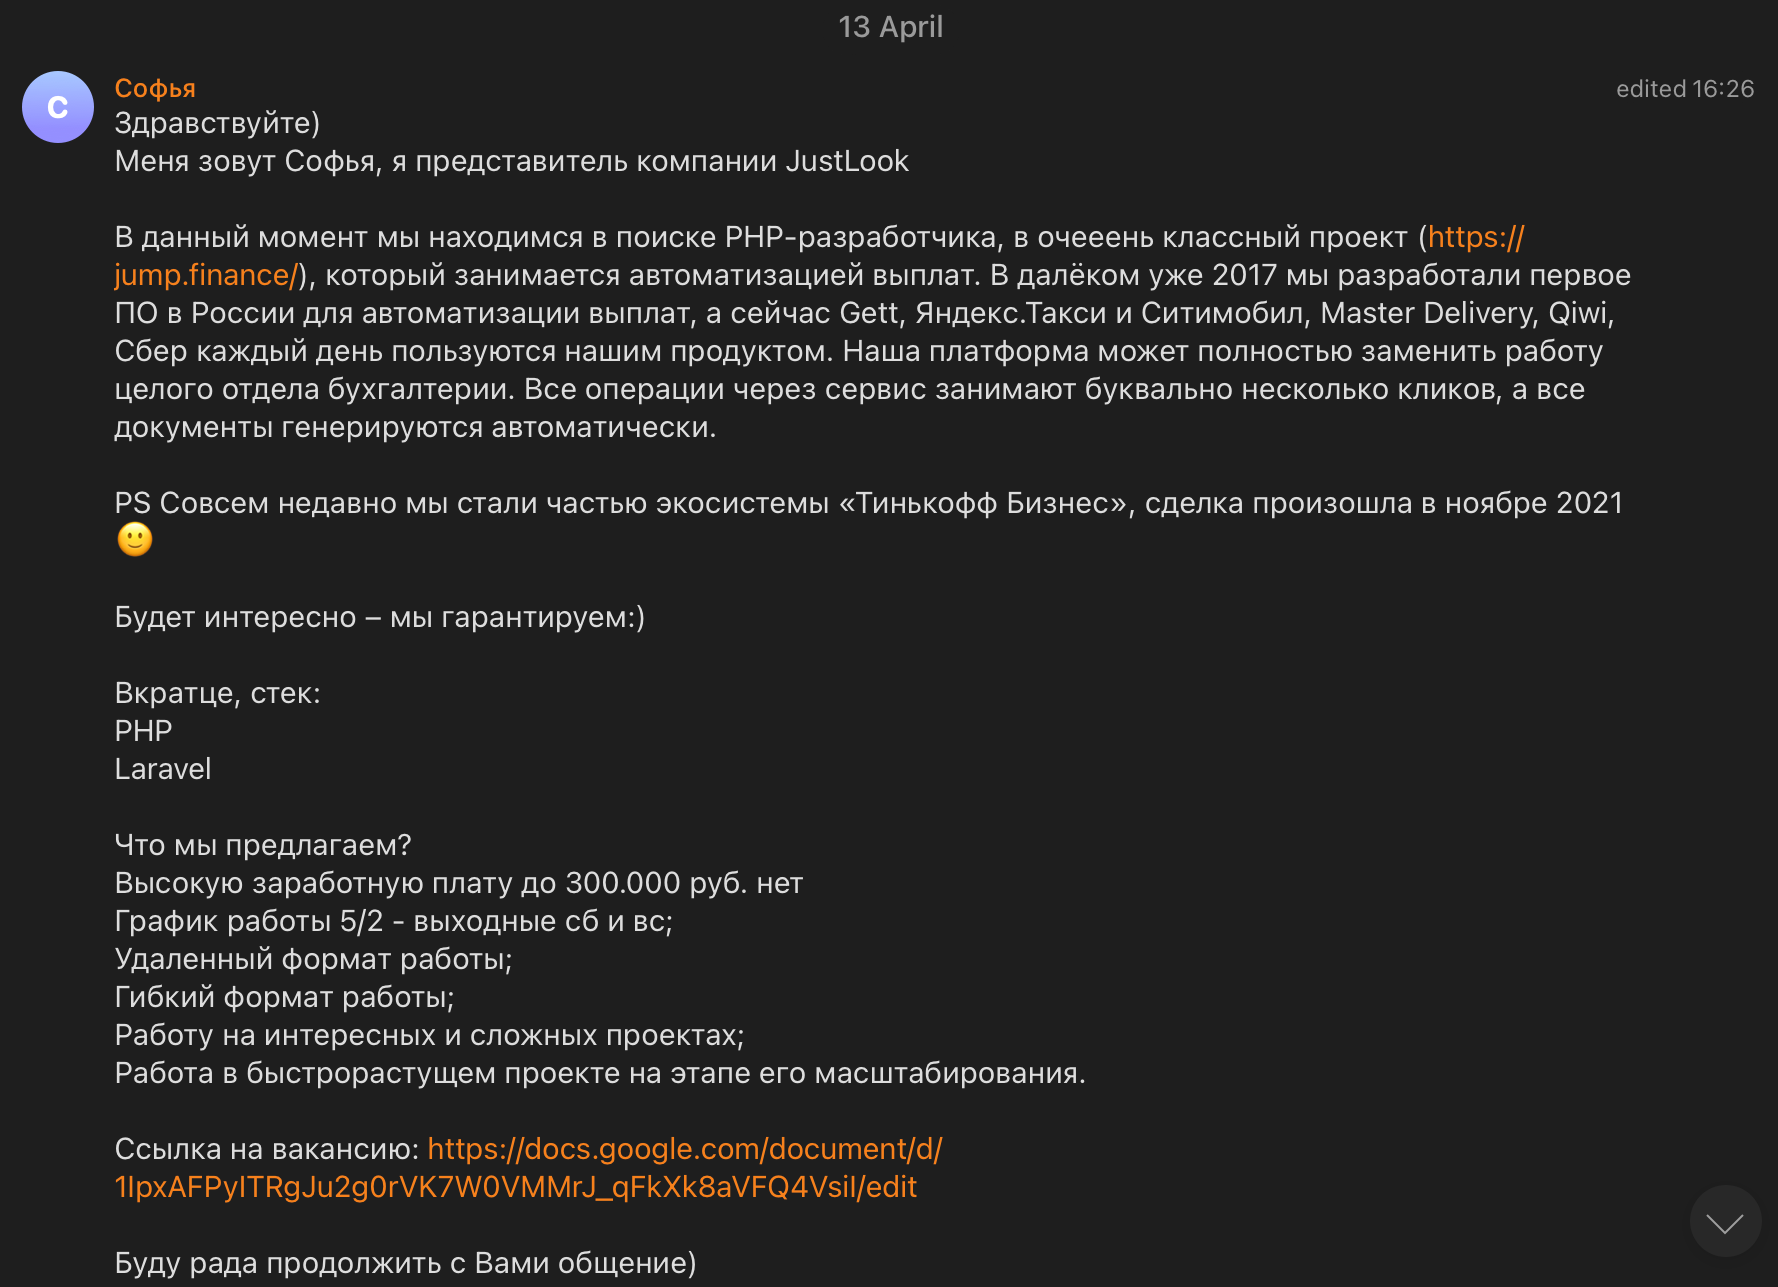 13 April
С
Софья
edited 16:26
Здравствуйте)
Меня зовут Софья, я представитель компании JustLook
В данный момент мы находимся в поиске PHP-разработчика, в очееень классный проект (https://
jump.finance/), который занимается автоматизацией выплат. В далёком уже 2017 мы разработали первое
ПО в России для автоматизации выплат, а сейчас Gett, Яндекс.Такси и Ситимобил, Master Delivery, Qiwi,
Сбер каждый день пользуются нашим продуктом. Наша платформа может полностью заменить работу
целого отдела бухгалтерии. Все операции через сервис занимают буквально несколько кликов, а все
документы генерируются автоматически.
PS Совсем недавно мы стали частью экосистемы «Тинькофф Бизнес», сделка произошла в ноябре 2021
🙂
Будет интересно – мы гарантируем:)
Вкратце, стек:
PHP
Laravel
Что мы предлагаем?
Высокую заработную плату до 300.000 руб. нет
График работы 5/2 - выходные сб и вс;
Удаленный формат работы;
Гибкий формат работы;
Работу на интересных и сложных проектах;
Работа в быстрорастущем проекте на этапе его масштабирования.
Ссылка на вакансию: https://docs.google.com/document/d/
1IpxAFPyITRgJu2g0rVK7W0VMMrJ_qFkXk8aVFQ4VsiI/edit
Буду рада продолжить с Вами общение)